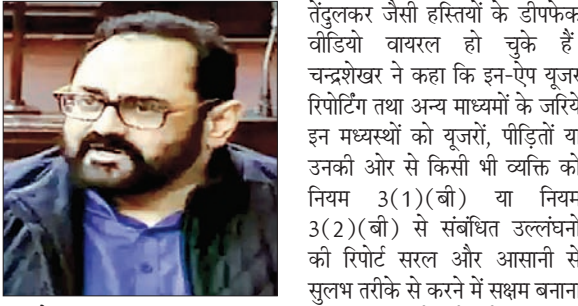 तेंदुलकर जैसी हस्तियों के डीपफेक
वीडियो वायरल हो चुके हैं
चन्द्रशेखर ने कहा कि इन-ऐप यूजर
रिपोर्टिंग तथा अन्य माध्यमों के जरिये
इन मध्यस्थों को यूजरों, पीड़ितों या
उनकी ओर से किसी भी व्यक्ति को
नियम 3(1)(बी) या नियम
3(2)(बी) से संबंधित उल्लंघनों
की रिपोर्ट सरल और आसानी से
सुलभ तरीके से करने में सक्षम बनाना